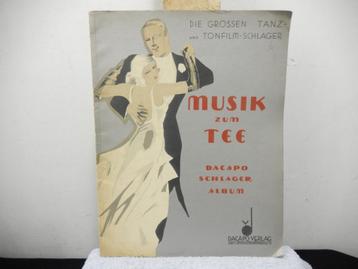 DIE GROSSEN TANZ-
UND TONFILM-SCHLAGER
MUSIK
ZUM
TEE
DACAPO
SCHLAGER
ALBUM
DACAPO VERLAG